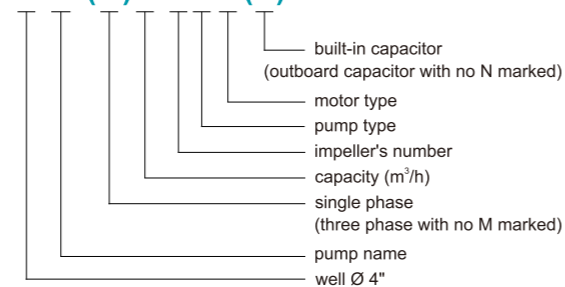 built-in capacitor
(outboard capacitor with no N marked)
motor type
pump type
impeller's number
capacity (m³/h)
single phase
(three phase with no M marked)
pump name
well Ø 4"